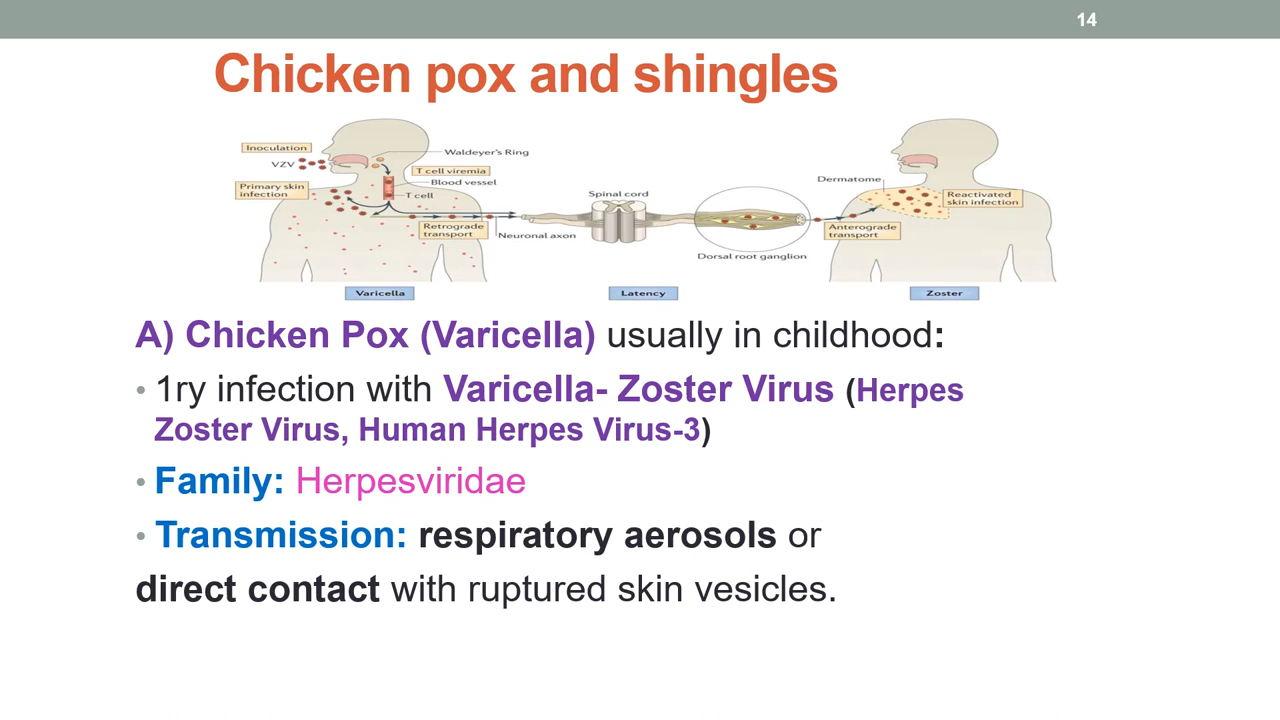 14
Chicken pox and shingles
Inoculation
VZV
Waldeyer's Ring
T cell viremia
Blood vessel
Primary skin
infection
T cell
Retrograde
transport
Neuronal axon
Spinal cord
Dorsal root ganglion
Dermatome
Reactivated
skin infection
Anterograde
transport
Varicella
Latency
Zoster
A) Chicken Pox (Varicella) usually in childhood:
• 1ry infection with Varicella- Zoster Virus (Herpes
Zoster Virus, Human Herpes Virus-3)
• Family: Herpesviridae
• Transmission: respiratory aerosols or
direct contact with ruptured skin vesicles.